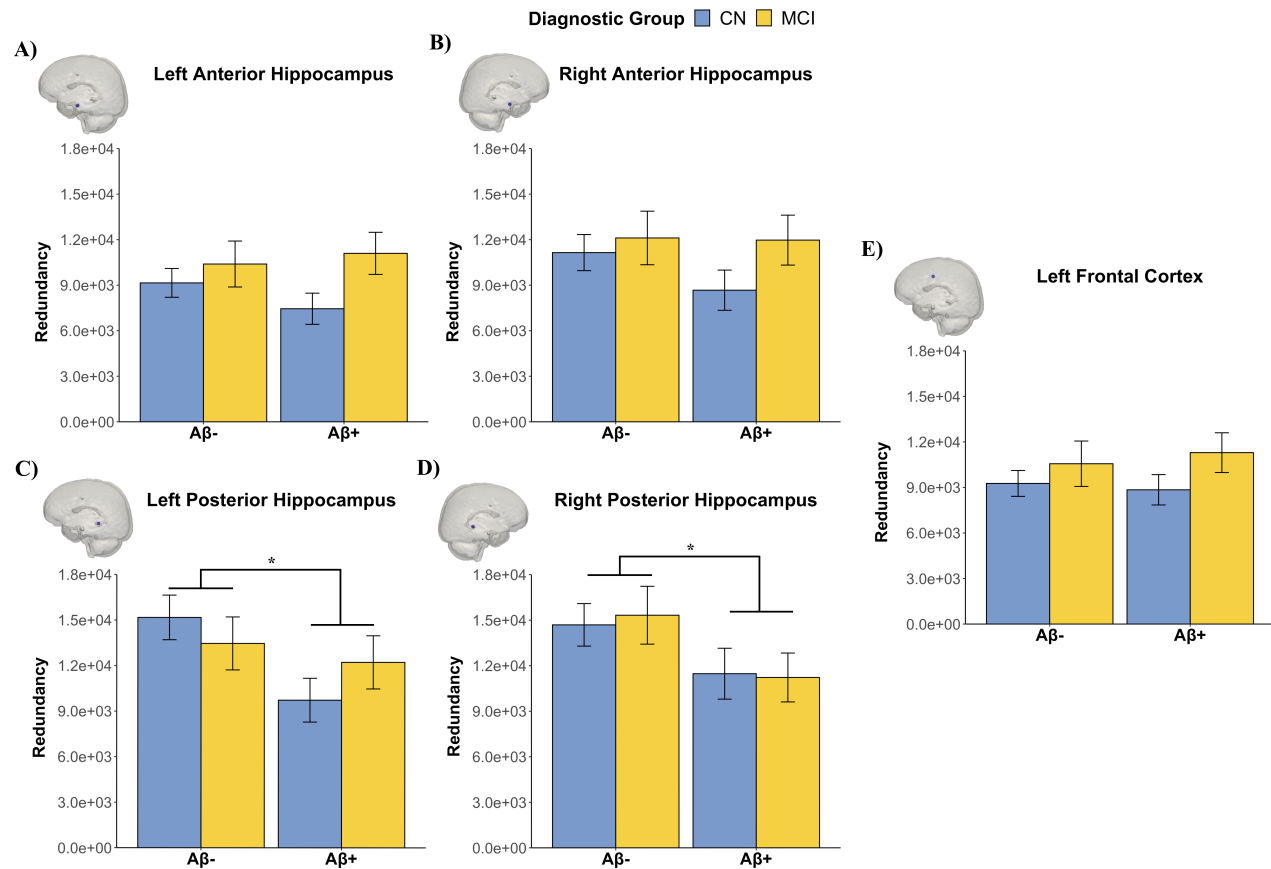 Diagnostic Group CN MCI
A)
Left Anterior Hippocampus
1.8e+04
1.5e+04
1.2e+04
9.0e+03
6.0e+03
3.0e+03
0.0e+00
Redundancy
Aβ- Aβ+
B)
Right Anterior Hippocampus
1.8e+04
1.5e+04
1.2e+04
9.0e+03
6.0e+03
3.0e+03
0.0e+00
Redundancy
Aβ- Aβ+
C)
Left Posterior Hippocampus
*
1.8e+04
1.5e+04
1.2e+04
9.0e+03
6.0e+03
3.0e+03
0.0e+00
Redundancy
Aβ- Aβ+
D)
Right Posterior Hippocampus
*
1.8e+04
1.5e+04
1.2e+04
9.0e+03
6.0e+03
3.0e+03
0.0e+00
Redundancy
Aβ- Aβ+
E)
Left Frontal Cortex
1.8e+04
1.5e+04
1.2e+04
9.0e+03
6.0e+03
3.0e+03
0.0e+00
Redundancy
Aβ- Aβ+